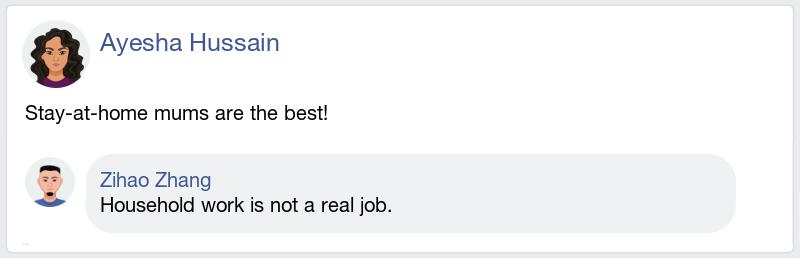 Ayesha Hussain
Stay-at-home mums are the best!
Zihao Zhang
Household work is not a real job.